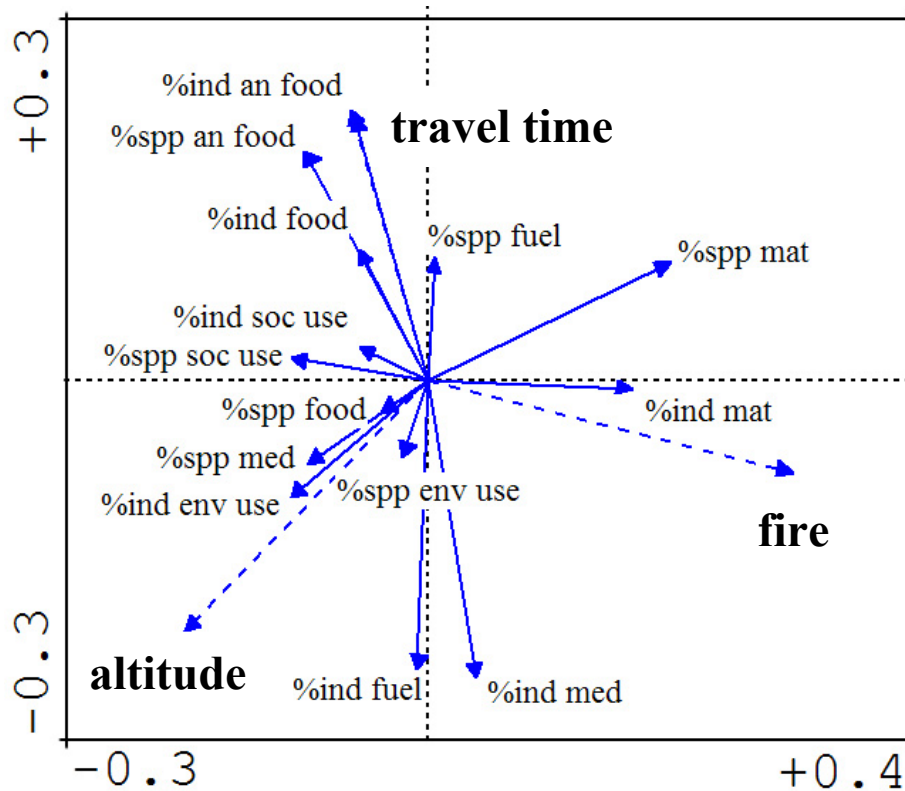 +0.3
%ind an food
travel time
%spp an food
%ind food
%spp fuel
%spp mat
%ind soc use
%spp soc use
%spp food
%ind mat
%spp med
%ind env use
%spp env use
fire
altitude
%ind fuel
%ind med
-0.3
-0.3
+0.4